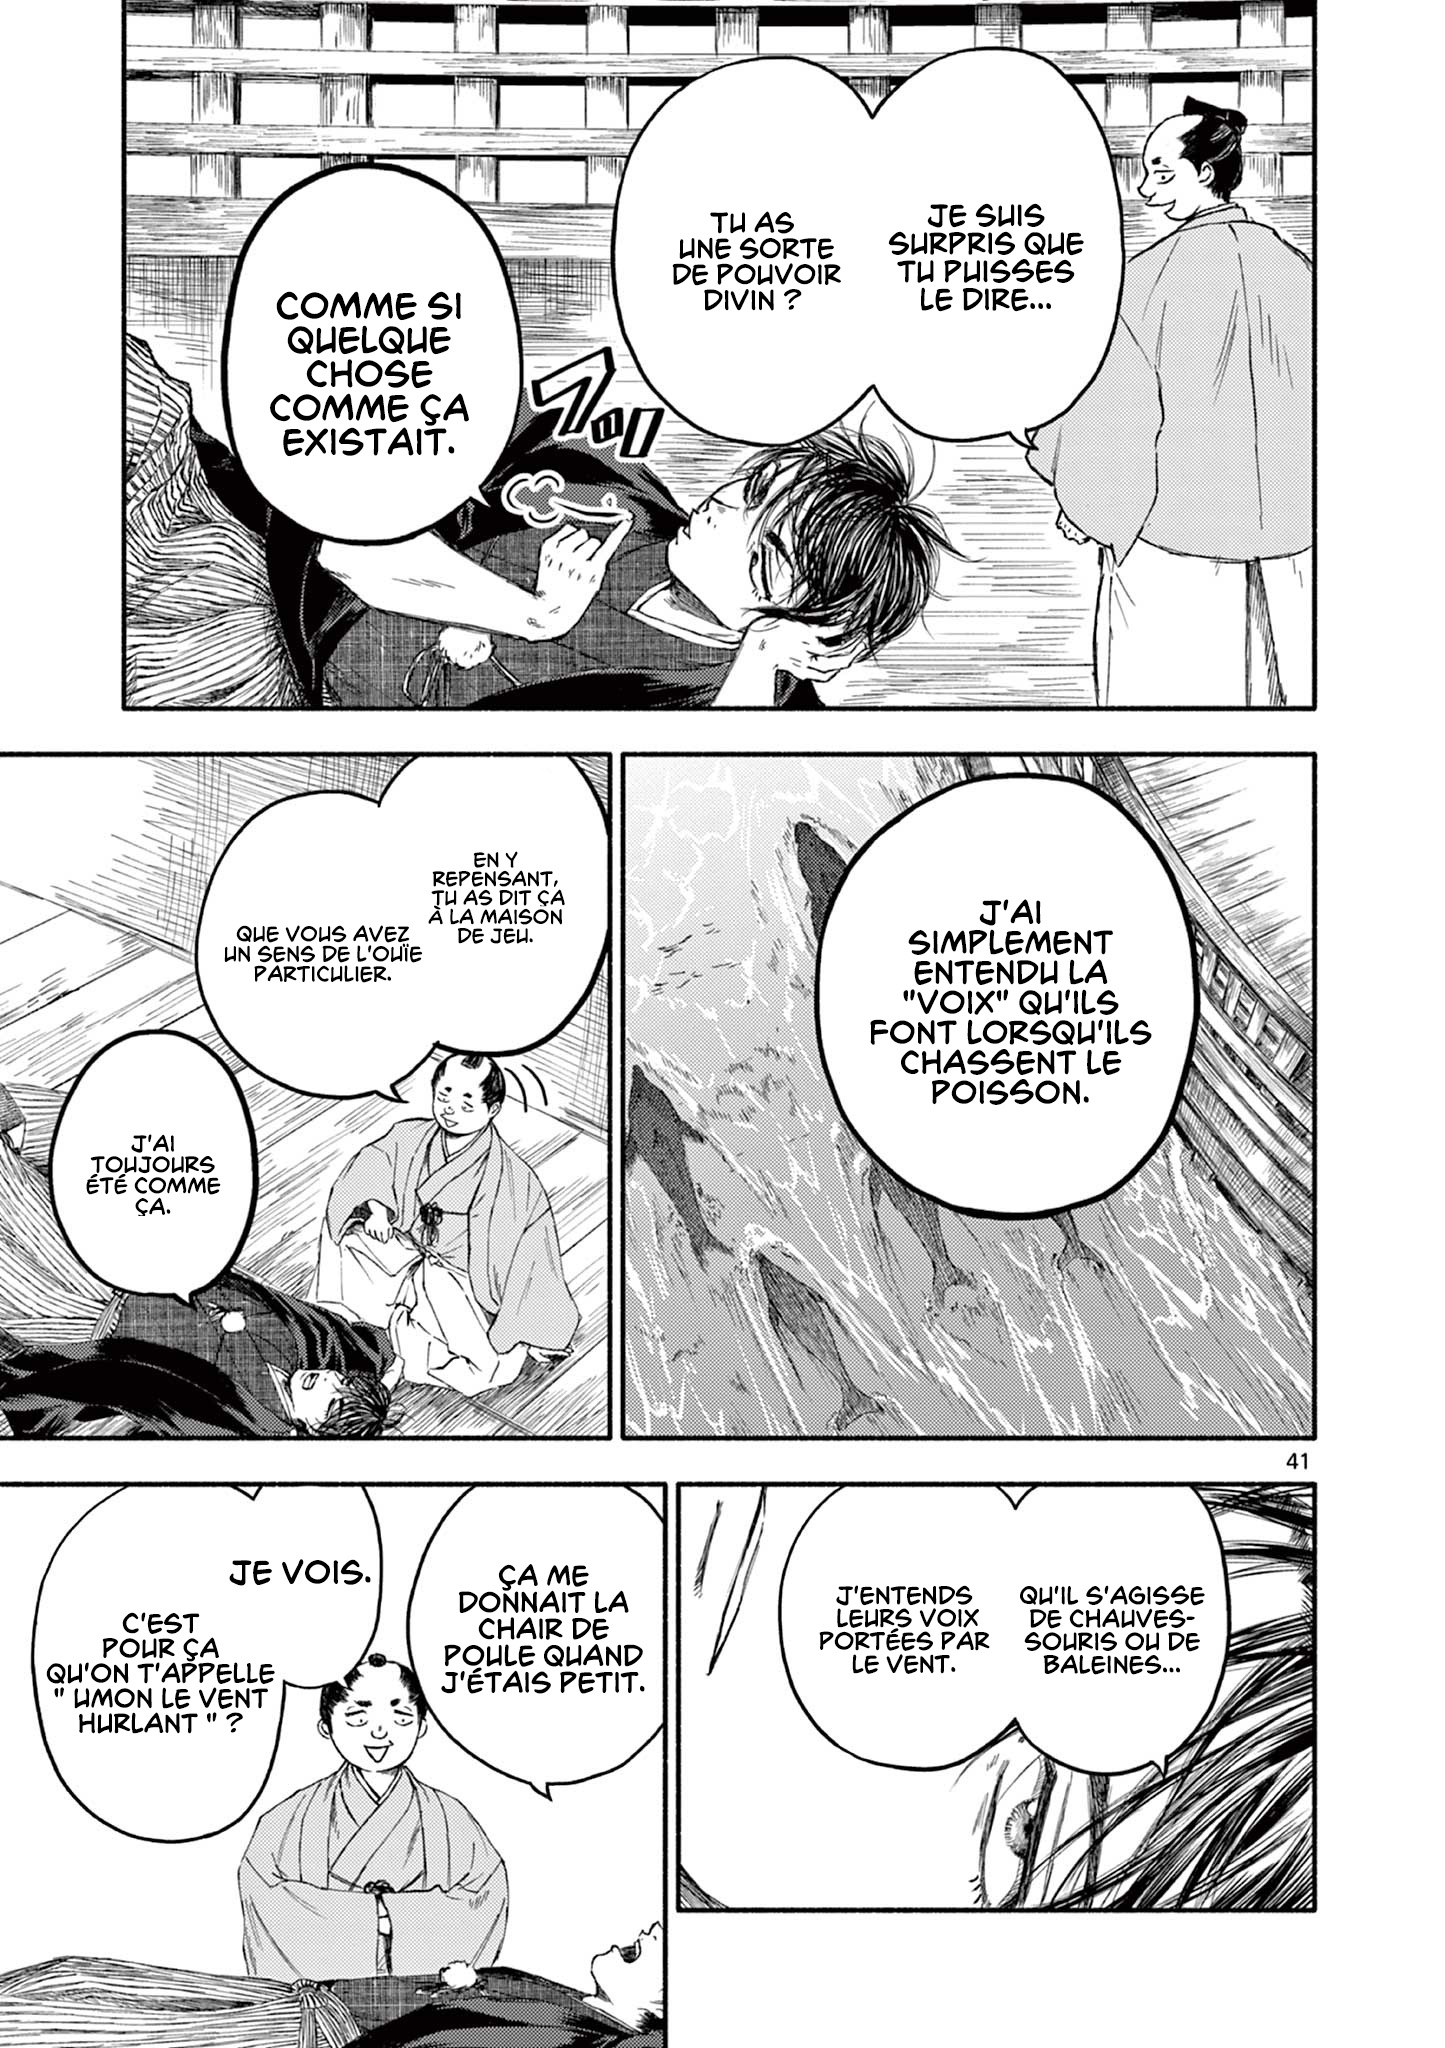 JE SUIS
SURPRIS QUE
TU PUISSES
LE DIRE...
TU AS
UNE SORTE
DE POUVOIR
DIVIN ?
フッ
COMME SI
QUELQUE
CHOSE
COMME ÇA
EXISTAIT.
J'AI
SIMPLEMENT
ENTENDU LA
"VOIX" QU'ILS
FONT LORSQU'ILS
CHASSENT LE
POISSON.
EN Y
REPENSANT,
TU AS DIT ÇA
À LA MAISON
DE JEU.
QUE VOUS AVEZ
UN SENS DE L'OUÏE
PARTICULIER.
J'AI
TOUJOURS
ÉTÉ COMME
ÇA.
41
QU'IL S'AGISSE
DE CHAUVES-
SOURIS OU DE
BALEINES...
J'ENTENDS
LEURS VOIX
PORTÉES PAR
LE VENT.
ÇA ME
DONNAIT LA
CHAIR DE
POULE QUAND
J'ÉTAIS PETIT.
JE VOIS.
C'EST
POUR ÇA
QU'ON T'APPELLE
" UMON LE VENT
HURLANT " ?